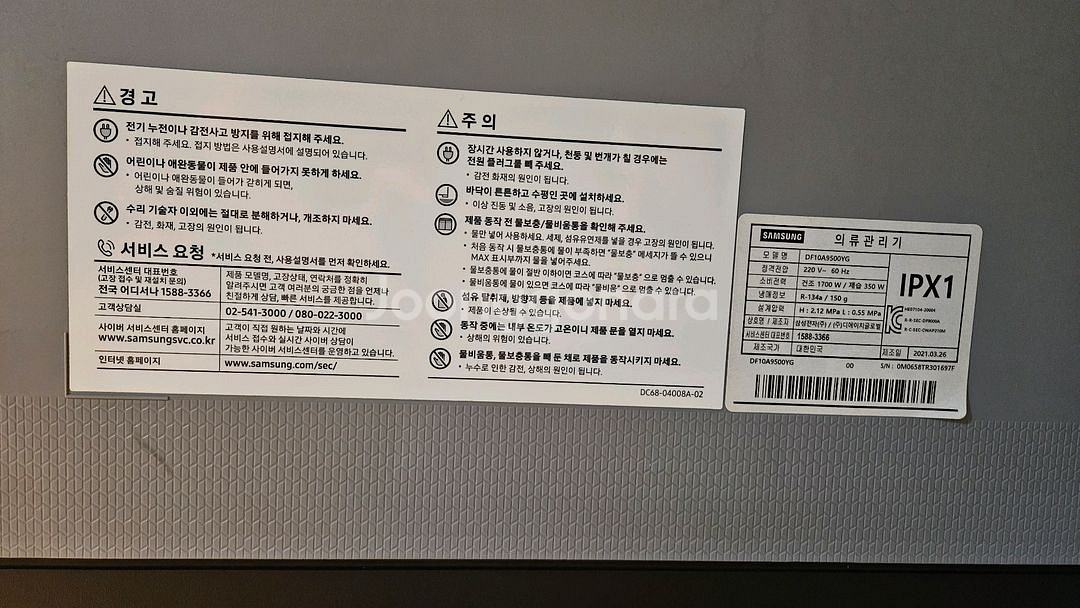 경고
전기 누전이나 감전사고 방지를 위해 접지해 주세요.
• 접지해 주세요. 접지 방법은 사용설명서에 설명되어 있습니다.
어린이나 애완동물이 제품 안에 들어가지 못하게 하세요.
• 어린이나 애완동물이 들어가 갇히게 되면,
상해 및 숨질 위험이 있습니다.
수리 기술자 이외에는 절대로 분해하거나, 개조하지 마세요.
• 감전, 화재, 고장의 원인이 됩니다.
서비스 요청 *서비스 요청 전, 사용설명서를 먼저 확인하세요.
서비스센터 대표번호
(고장 접수 및 재설치 문의)
전국 어디서나 1588-3366
제품 모델명, 고장상태, 연락처를 정확히
알려주시면 고객 여러분의 궁금한 점을 언제나
친절하게 상담, 빠른 서비스를 제공합니다.
고객상담실
02-541-3000 / 080-022-3000
사이버 서비스센터 홈페이지
www.samsungsvc.co.kr
고객이 직접 원하는 날짜와 시간에
서비스 접수와 실시간 사이버 상담이
가능한 사이버 서비스센터를 운영하고 있습니다.
인터넷 홈페이지
www.samsung.com/sec/
주의
장시간 사용하지 않거나, 천둥 및 번개가 칠 경우에는
전원 플러그를 빼 주세요.
• 감전 화재의 원인이 됩니다.
바닥이 튼튼하고 수평인 곳에 설치하세요.
• 이상 진동 및 소음, 고장의 원인이 됩니다.
제품 동작 전 물보충/물비움통을 확인해 주세요.
• 물만 넣어 사용하세요. 세제, 섬유유연제를 넣을 경우 고장의 원인이 됩니다.
• 처음 동작 시 물보충통에 물이 부족하면 "물보충" 메세지가 뜰 수 있으니
MAX 표시부까지 물을 넣어주세요.
• 물보충통에 물이 절반 이하이면 코스에 따라 "물보충"으로 멈출 수 있습니다.
• 물비움통에 물이 있으면 코스에 따라 "물비움"으로 멈출 수 있습니다.
섬유 탈취제, 방향제 등을 제품에 넣지 마세요.
• 제품이 손상될 수 있습니다.
동작 중에는 내부 온도가 고온이니 제품 문을 열지 마세요.
• 상해의 위험이 있습니다.
물비움통, 물보충통을 뺀 채로 제품을 동작시키지 마세요.
• 누수로 인한 감전, 상해의 원인이 됩니다.
DC68-04008A-02
SAMSUNG 의류관리기
모델명 DF10A9500YG
정격전압 220 V~ 60 Hz
소비전력 건조 1700 W / 제습 350 W
냉매정보 R-134a / 150 g
설계압력 H : 2.12 MPa L : 0.55 MPa
상호명 / 제조자 삼성전자(주) / (주)디에이치글로벌
서비스센터 대표번호 1588-3366
제조국가 대한민국
IPX1
HE07104-20004
R-R-SEC-DF9000A
제조일 2021.03.26
DF10A9500YG 00 S/N : 0M0658TR301697F